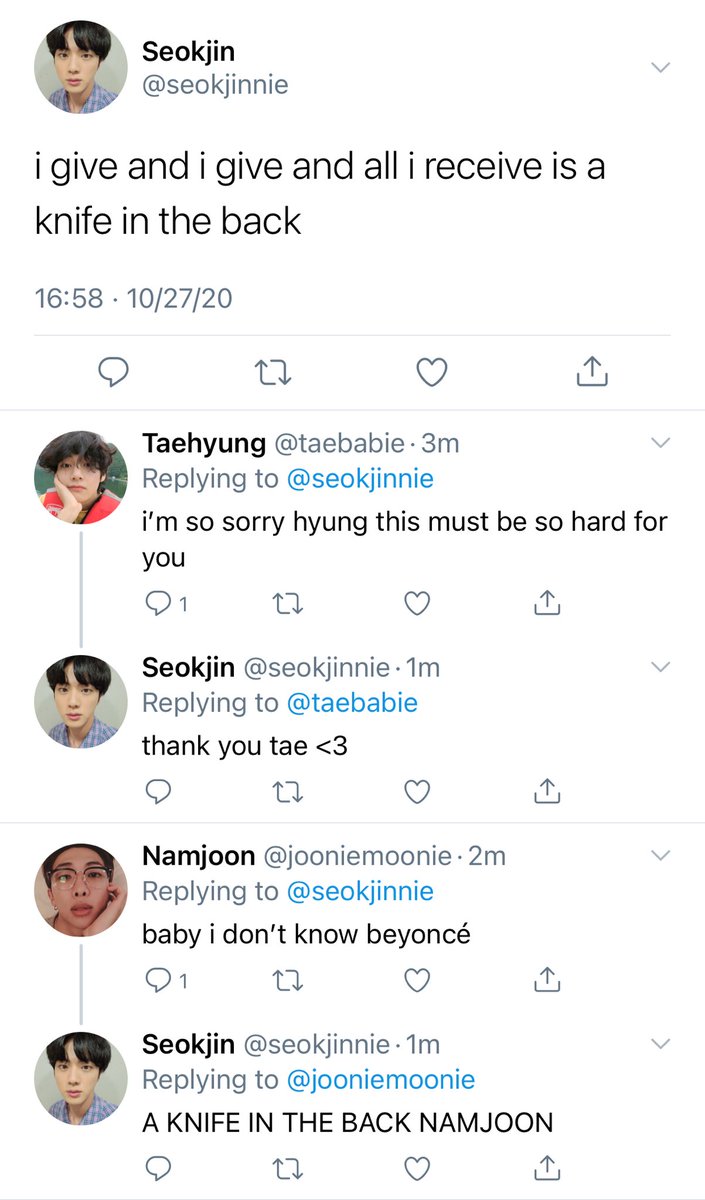 Seokjin
@seokjinnie
i give and i give and all i receive is a
knife in the back
16:58 · 10/27/20
Taehyung @taebabie · 3m
Replying to @seokjinnie
i’m so sorry hyung this must be so hard for
you
1
Seokjin @seokjinnie · 1m
Replying to @taebabie
thank you tae <3
Namjoon @jooniemoonie · 2m
Replying to @seokjinnie
baby i don’t know beyoncé
1
Seokjin @seokjinnie · 1m
Replying to @jooniemoonie
A KNIFE IN THE BACK NAMJOON